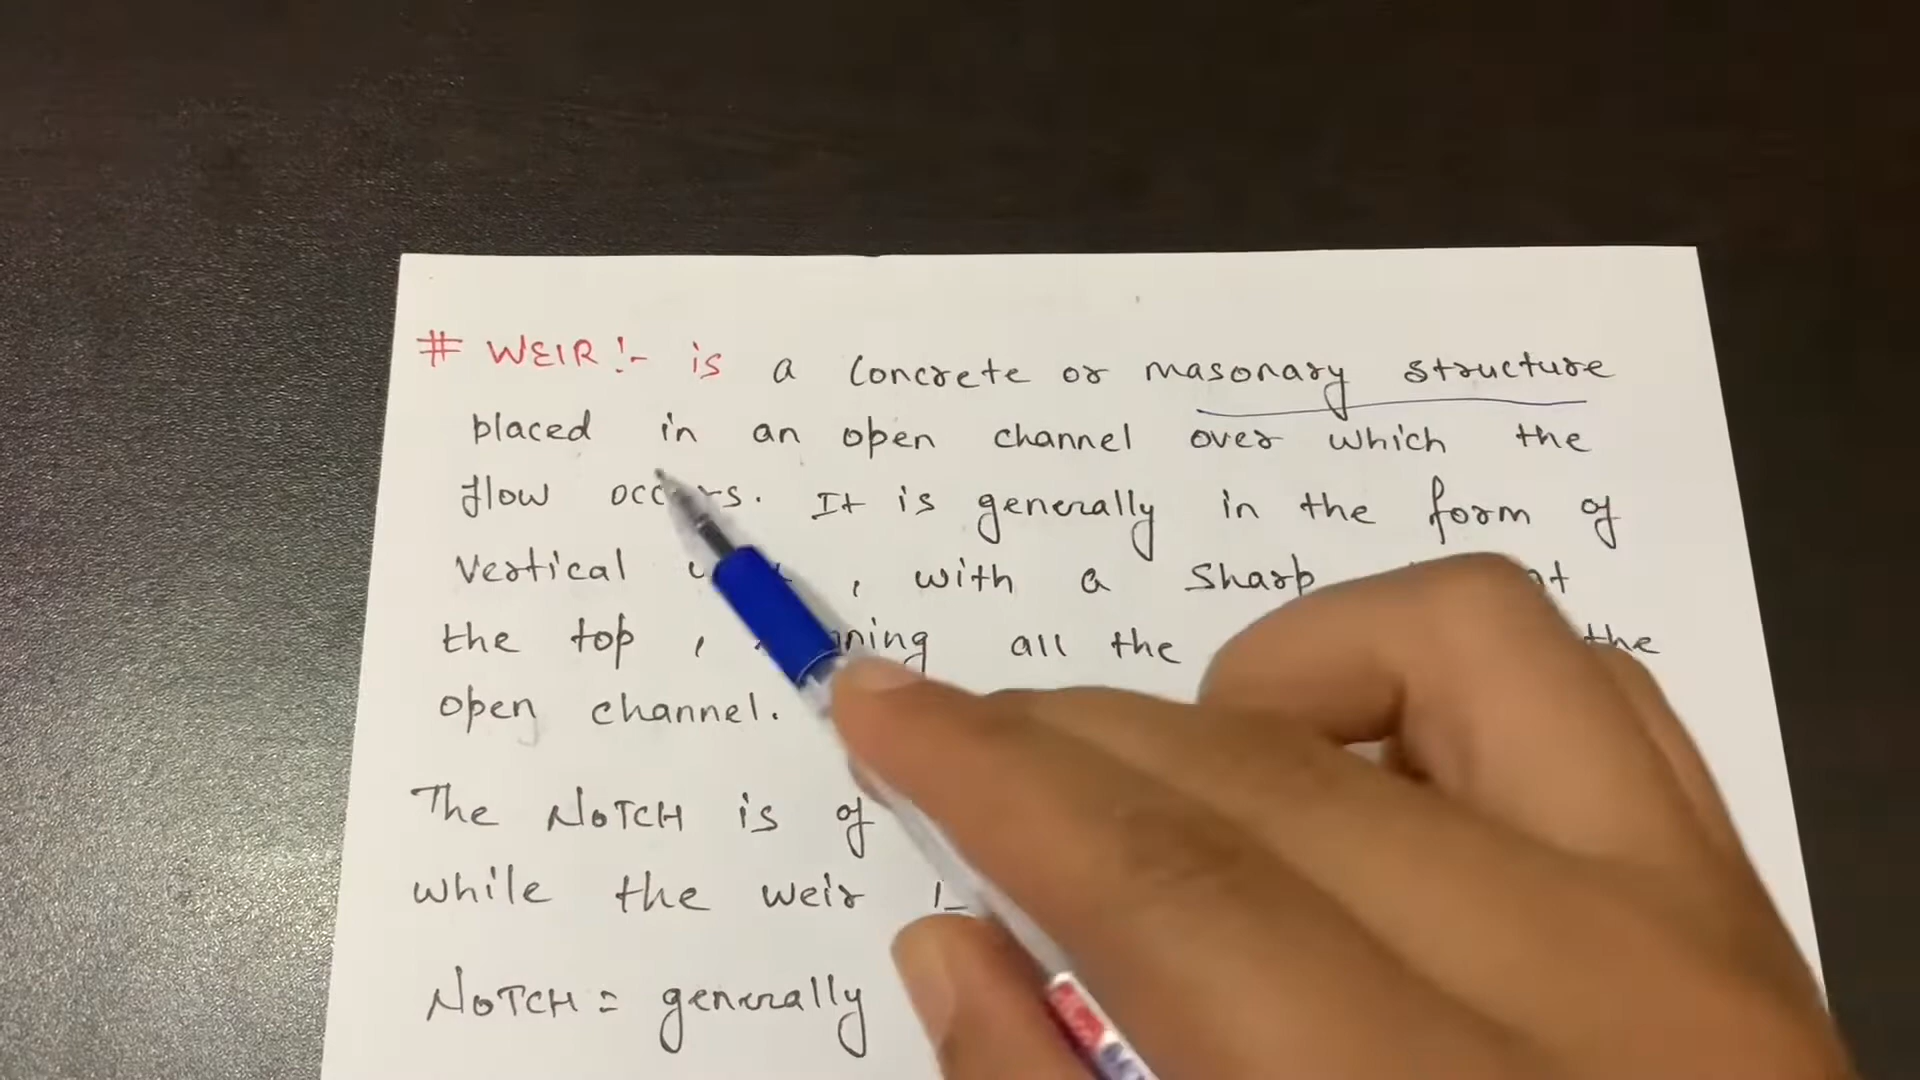 # WEIR :- is a concrete or masonary structure
placed in an open channel over which the
flow occurs. It is generally in the form of
vertical , with a sharp at
the top , all the the
open channel.
The NOTCH is of
while the weir
NOTCH = generally